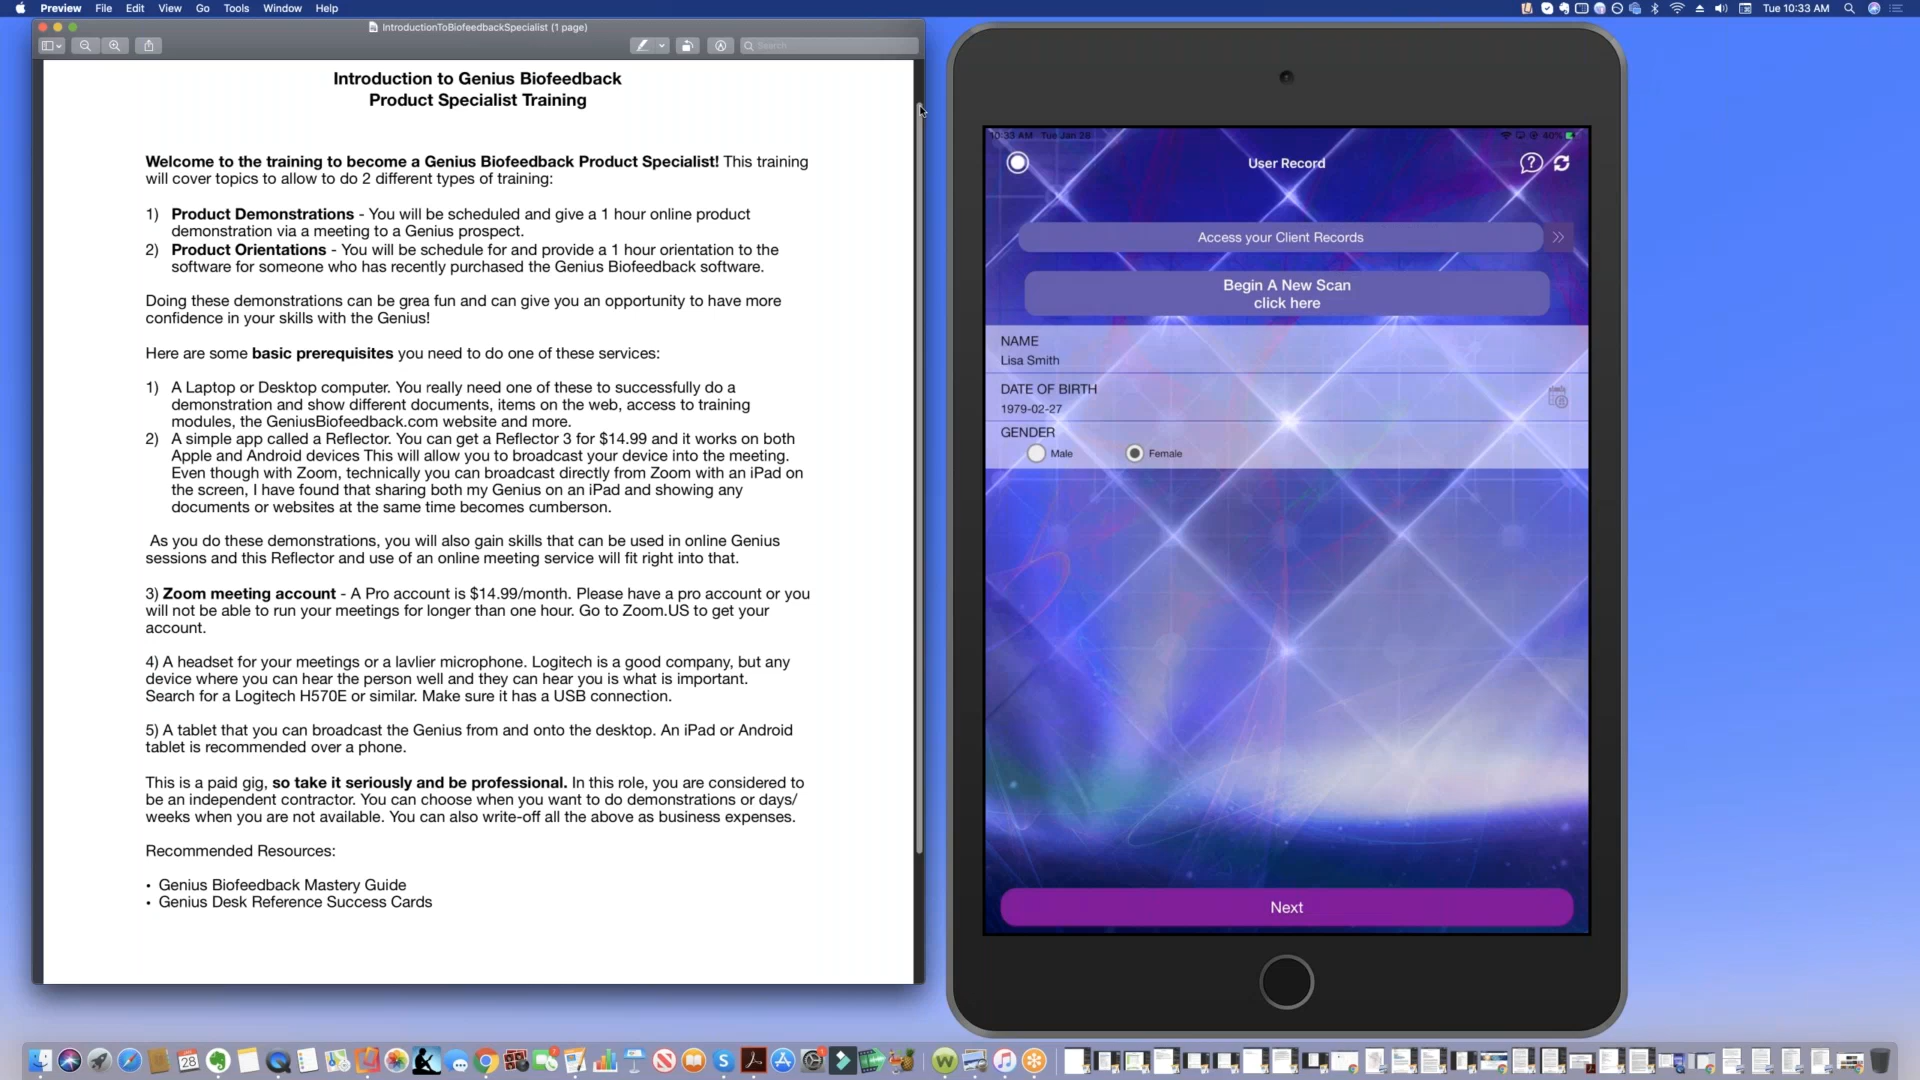 Preview File Edit View Go Tools Window Help
Tue 10:33 AM
IntroductionToBiofeedbackSpecialist (1 page)
Search
Introduction to Genius Biofeedback
Product Specialist Training
Welcome to the training to become a Genius Biofeedback Product Specialist! This training
will cover topics to allow to do 2 different types of training:
1) Product Demonstrations - You will be scheduled and give a 1 hour online product
demonstration via a meeting to a Genius prospect.
2) Product Orientations - You will be schedule for and provide a 1 hour orientation to the
software for someone who has recently purchased the Genius Biofeedback software.
Doing these demonstrations can be grea fun and can give you an opportunity to have more
confidence in your skills with the Genius!
Here are some basic prerequisites you need to do one of these services:
1) A Laptop or Desktop computer. You really need one of these to successfully do a
demonstration and show different documents, items on the web, access to training
modules, the GeniusBiofeedback.com website and more.
2) A simple app called a Reflector. You can get a Reflector 3 for $14.99 and it works on both
Apple and Android devices This will allow you to broadcast your device into the meeting.
Even though with Zoom, technically you can broadcast directly from Zoom with an iPad on
the screen, I have found that sharing both my Genius on an iPad and showing any
documents or websites at the same time becomes cumberson.
As you do these demonstrations, you will also gain skills that can be used in online Genius
sessions and this Reflector and use of an online meeting service will fit right into that.
3) Zoom meeting account - A Pro account is $14.99/month. Please have a pro account or you
will not be able to run your meetings for longer than one hour. Go to Zoom.US to get your
account.
4) A headset for your meetings or a lavlier microphone. Logitech is a good company, but any
device where you can hear the person well and they can hear you is what is important.
Search for a Logitech H570E or similar. Make sure it has a USB connection.
5) A tablet that you can broadcast the Genius from and onto the desktop. An iPad or Android
tablet is recommended over a phone.
This is a paid gig, so take it seriously and be professional. In this role, you are considered to
be an independent contractor. You can choose when you want to do demonstrations or days/
weeks when you are not available. You can also write-off all the above as business expenses.
Recommended Resources:
• Genius Biofeedback Mastery Guide
• Genius Desk Reference Success Cards
10:33 AM Tue Jan 28
40%
User Record
Access your Client Records
Begin A New Scan
click here
NAME
Lisa Smith
DATE OF BIRTH
1979-02-27
GENDER
Male
Female
Next
28